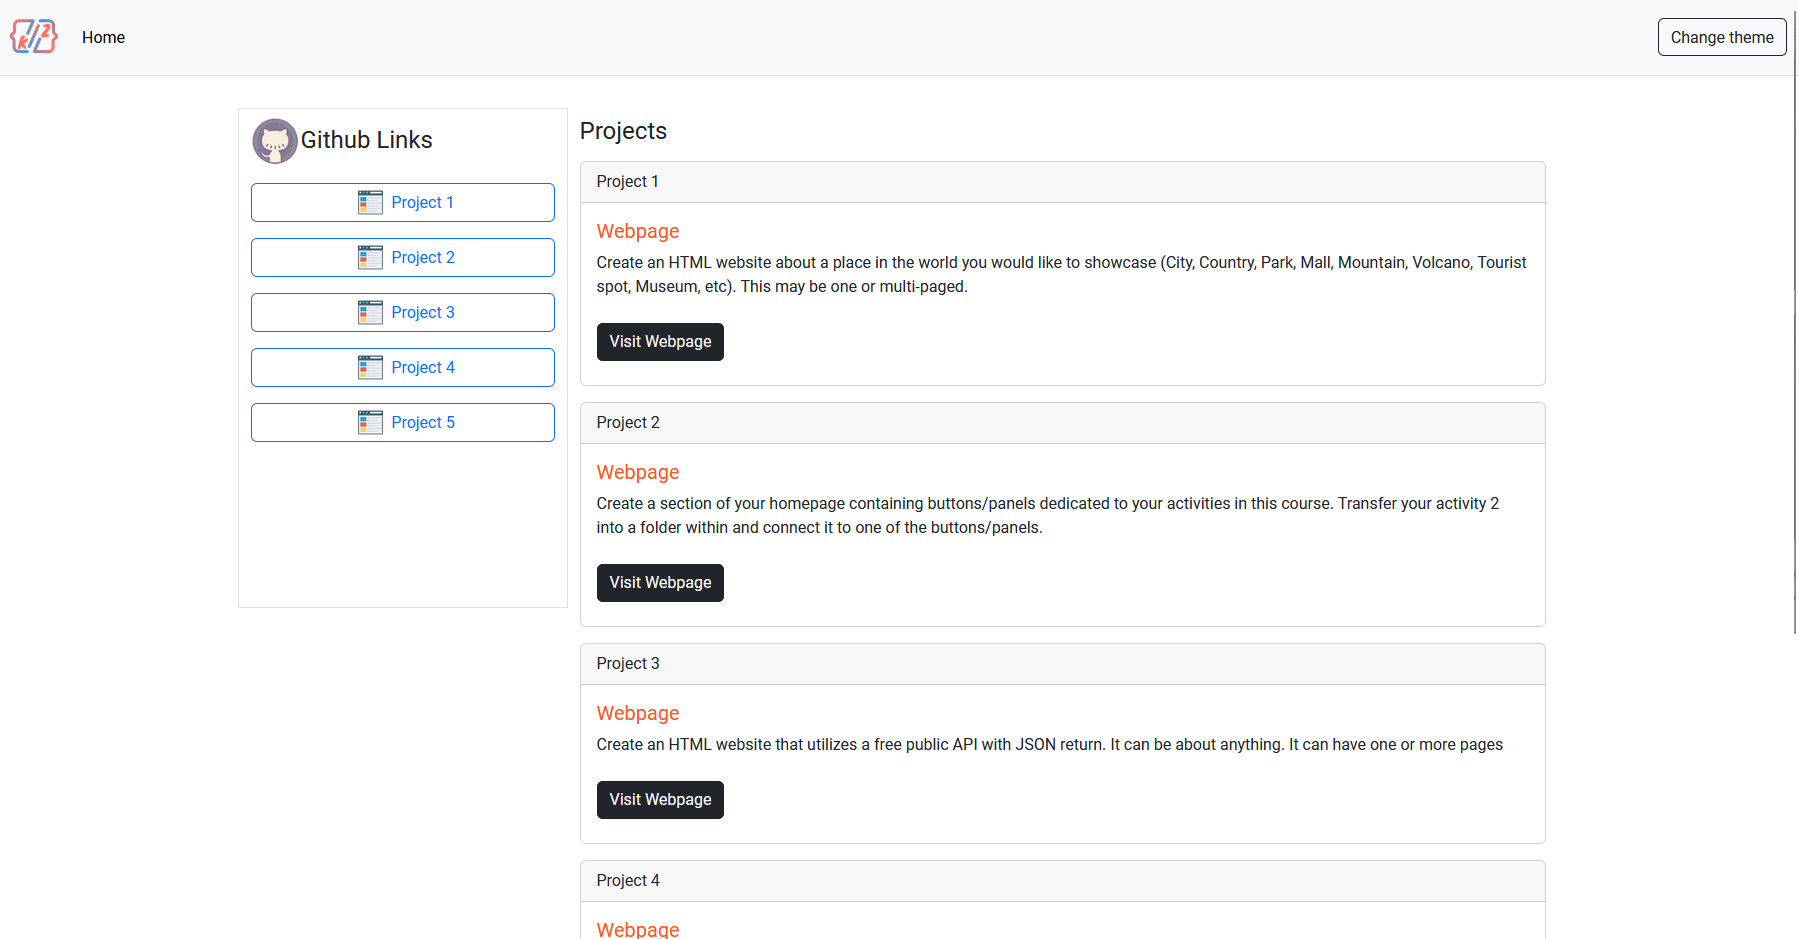 k//2
Home
Change theme
Github Links
Project 1
Project 2
Project 3
Project 4
Project 5
Projects
Project 1
Webpage
Create an HTML website about a place in the world you would like to showcase (City, Country, Park, Mall, Mountain, Volcano, Tourist
spot, Museum, etc). This may be one or multi-paged.
Visit Webpage
Project 2
Webpage
Create a section of your homepage containing buttons/panels dedicated to your activities in this course. Transfer your activity 2
into a folder within and connect it to one of the buttons/panels.
Visit Webpage
Project 3
Webpage
Create an HTML website that utilizes a free public API with JSON return. It can be about anything. It can have one or more pages
Visit Webpage
Project 4
Webpage